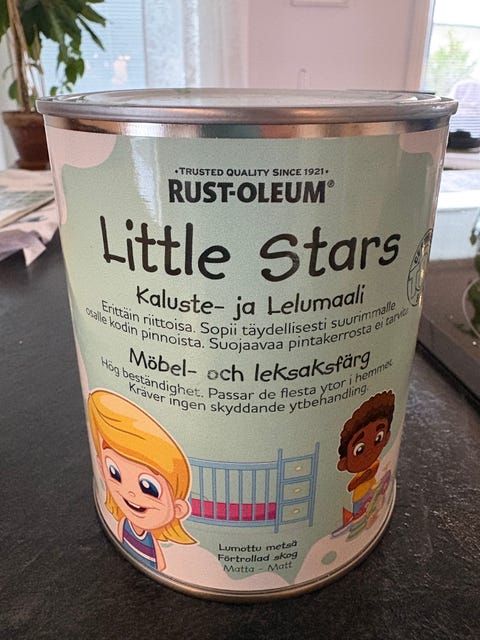 • TRUSTED QUALITY SINCE 1921 •
RUST-OLEUM®
Little Stars
Kaluste- ja Lelumaali
Erittäin riittoisa. Sopii täydellisesti suurimmalle
osalle kodin pinnoista. Suojaavaa pintakerrosta ei tarvita
Möbel- och leksaksfärg
Hög beständighet. Passar de flesta ytor i hemmet.
Kräver ingen skyddande ytbehandling.
Lumottu metsä
Förtrollad skog
Matta - Matt